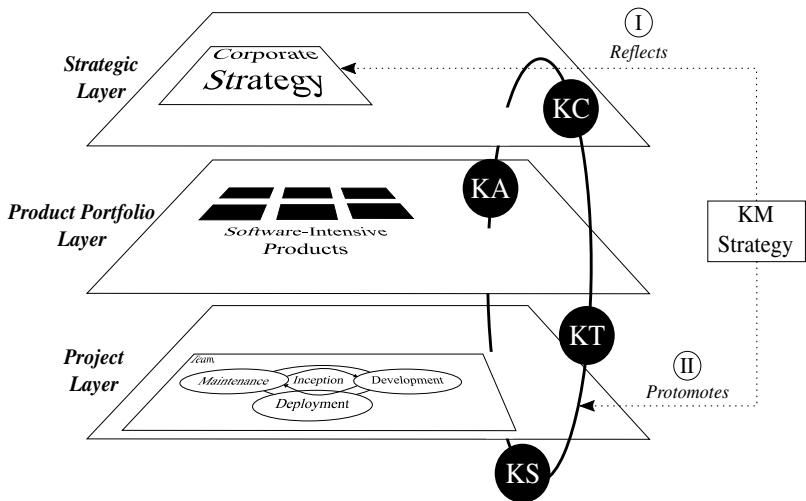 I
Reflects
Strategic
Layer
Corporate
Strategy
KC
KA
Product Portfolio
Layer
Software-Intensive
Products
KM
Strategy
KT
Project
Layer
Team
Maintenance
Inception
Development
Deployment
II
Protomotes
KS